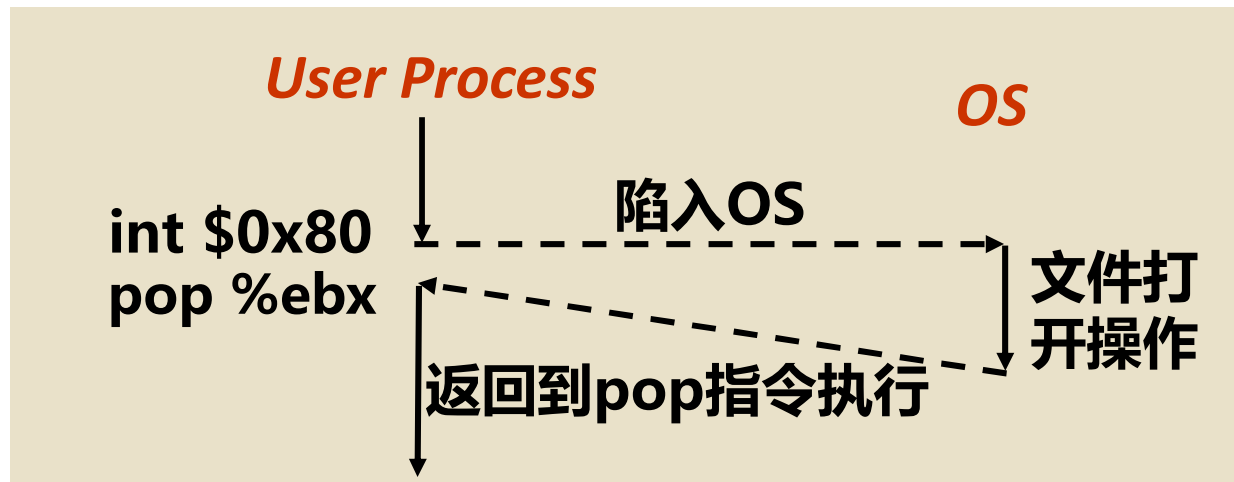 User Process
OS
陷入OS
int $0x80
pop %ebx
文件打
开操作
返回到pop指令执行